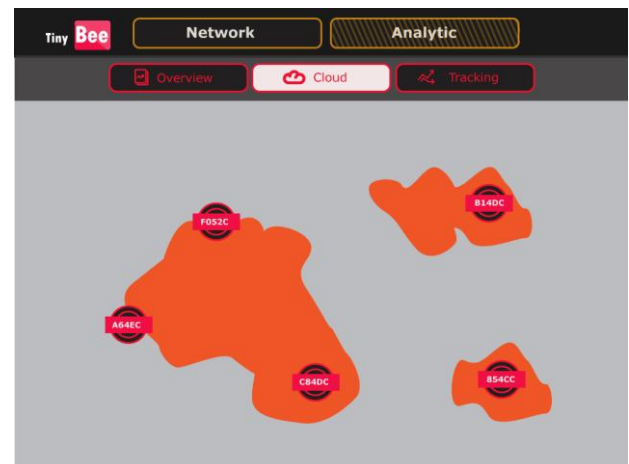 Tiny Bee
Network
Analytic
Overview
Cloud
Tracking
F052C
B14DC
A64EC
C84DC
854CC